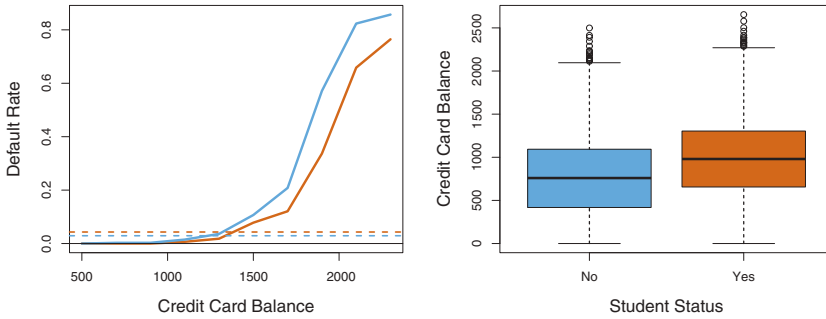 Default Rate
0.8
0.6
0.4
0.2
0.0
500
1000
1500
2000
Credit Card Balance
Credit Card Balance
2500
2000
1500
1000
500
0
No
Yes
Student Status